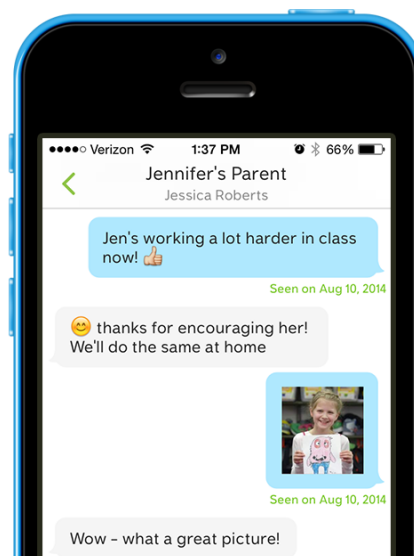 Verizon 1:37 PM 66%
Jennifer's Parent
Jessica Roberts
Jen's working a lot harder in class
now! 👍
Seen on Aug 10, 2014
😊 thanks for encouraging her!
We'll do the same at home
Seen on Aug 10, 2014
Wow - what a great picture!